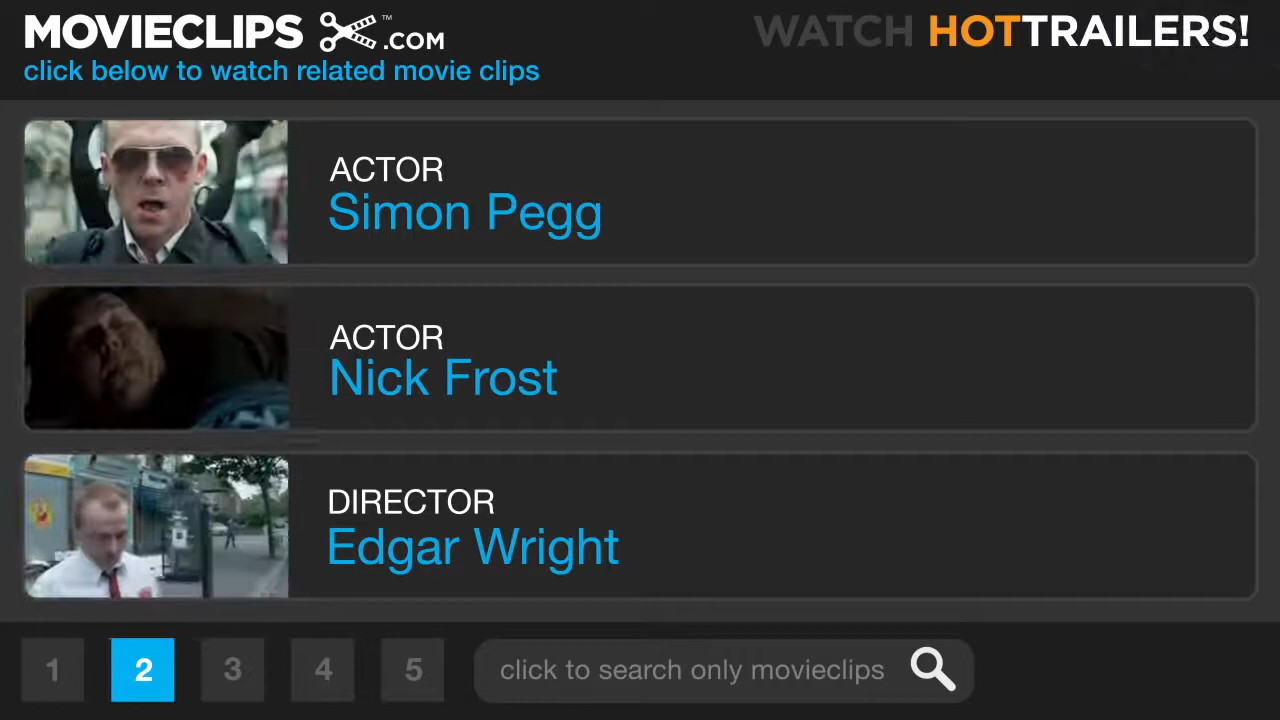 MOVIECLIPS ™.COM
WATCH HOTTRAILERS!
click below to watch related movie clips
ACTOR
Simon Pegg
ACTOR
Nick Frost
DIRECTOR
Edgar Wright
1 2 3 4 5
click to search only movieclips